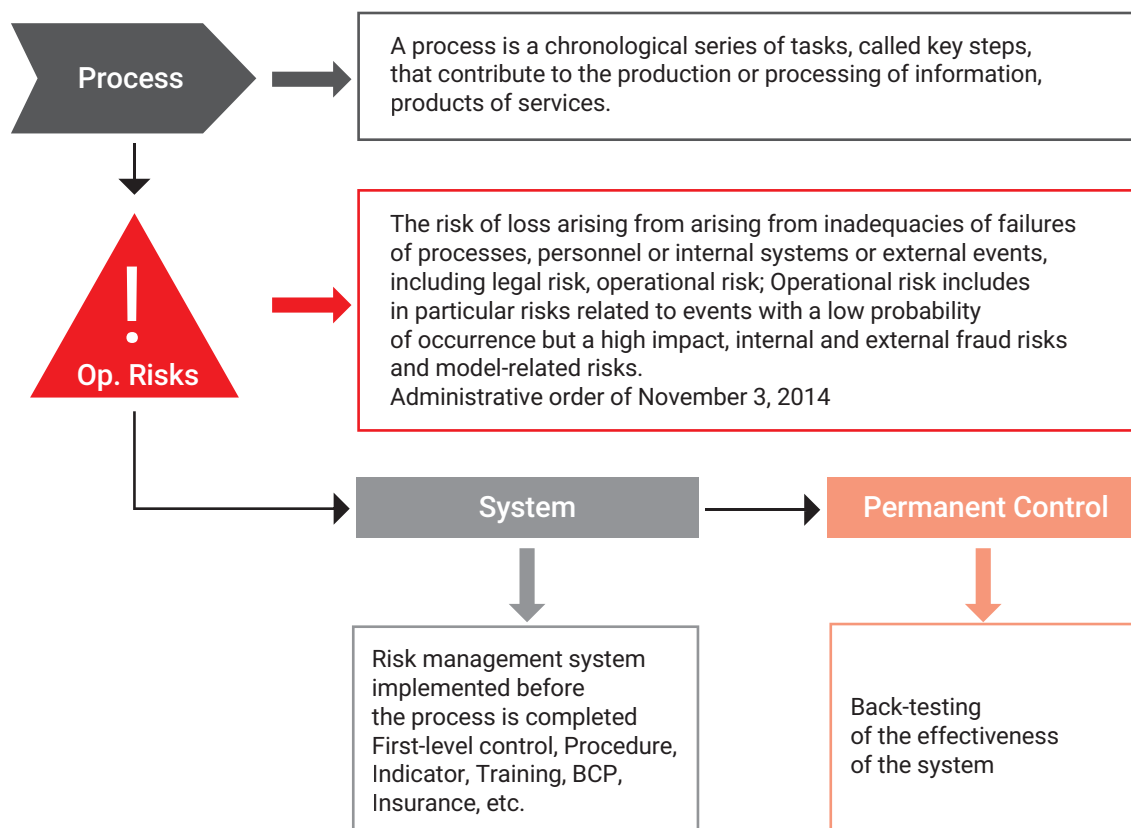 Process
A process is a chronological series of tasks, called key steps,
that contribute to the production or processing of information,
products of services.
!
Op. Risks
The risk of loss arising from arising from inadequacies of failures
of processes, personnel or internal systems or external events,
including legal risk, operational risk; Operational risk includes
in particular risks related to events with a low probability
of occurrence but a high impact, internal and external fraud risks
and model-related risks.
Administrative order of November 3, 2014
System
Permanent Control
Risk management system
implemented before
the process is completed
First-level control, Procedure,
Indicator, Training, BCP,
Insurance, etc.
Back-testing
of the effectiveness
of the system